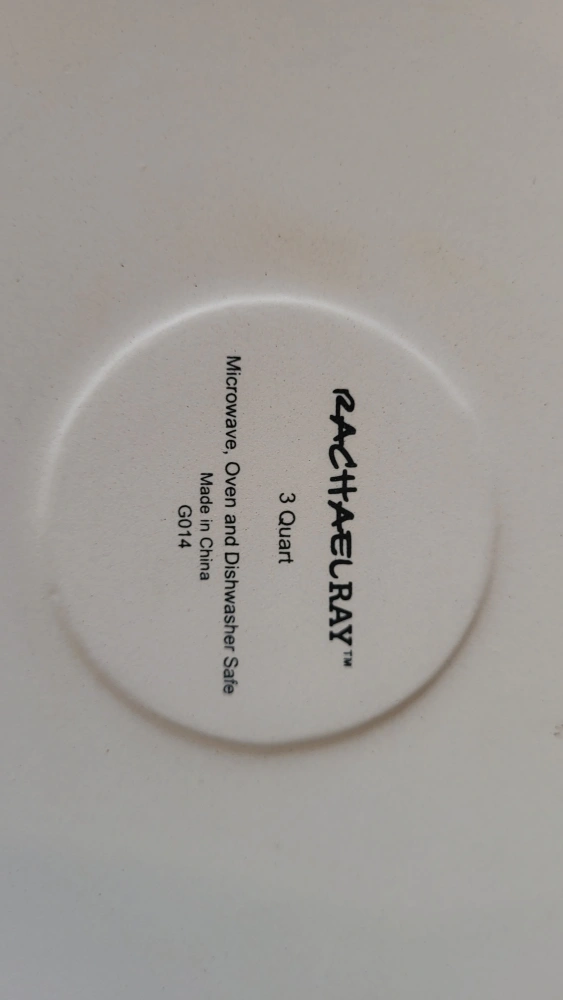 RACHAELRAY™
3 Quart
Microwave, Oven and Dishwasher Safe
Made in China
G014